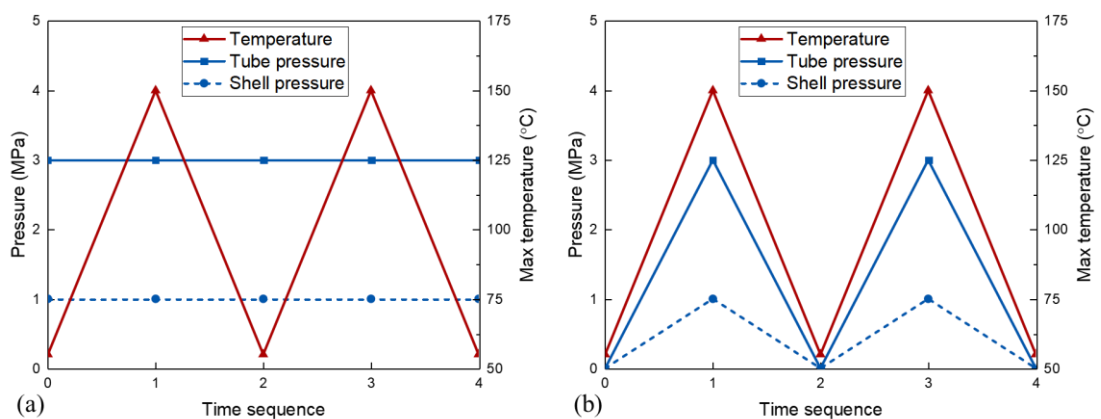 5
4
3
2
1
0
Pressure (MPa)
Temperature
Tube pressure
Shell pressure
175
150
125
100
75
50
Max temperature (°C)
0 1 2 3 4
Time sequence
(a)
5
4
3
2
1
0
Pressure (MPa)
Temperature
Tube pressure
Shell pressure
175
150
125
100
75
50
Max temperature (°C)
0 1 2 3 4
Time sequence
(b)